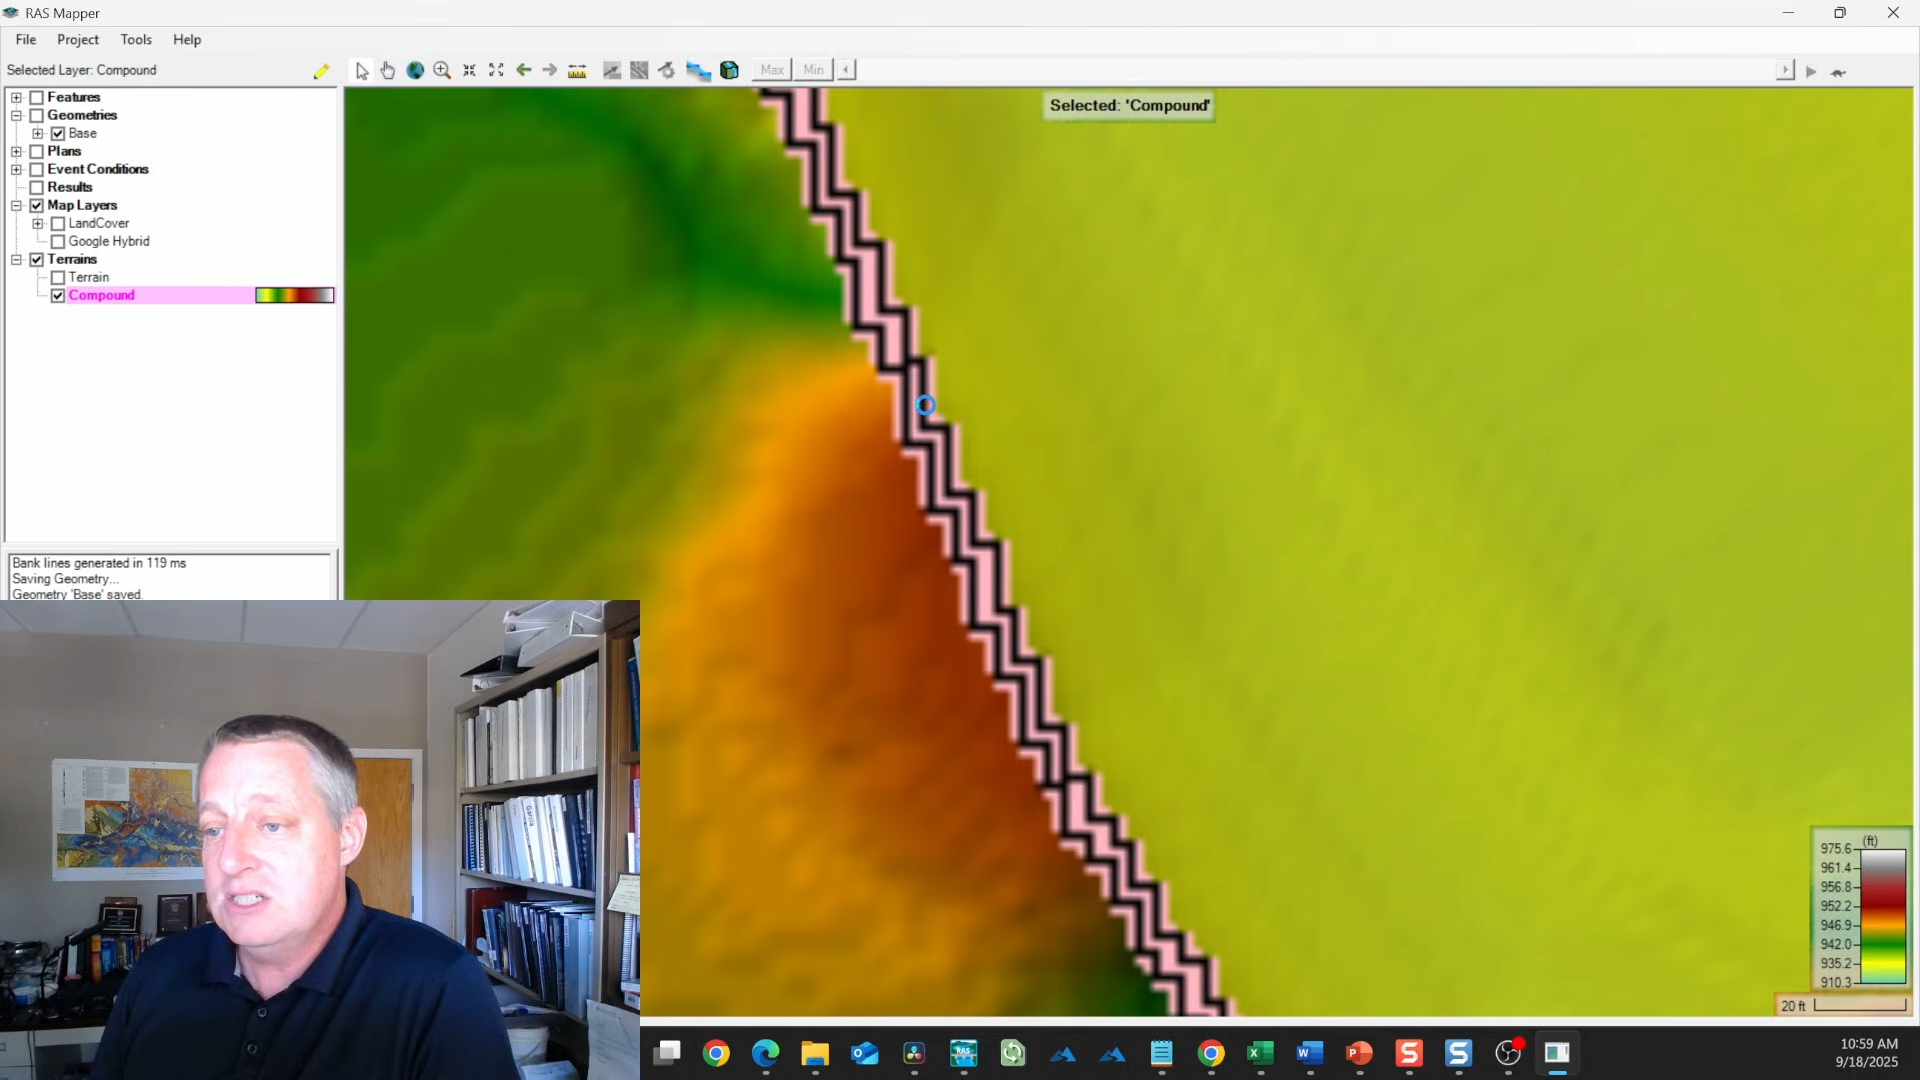 RAS Mapper
File Project Tools Help
Selected Layer: Compound
Max Min
Features
Geometries
Base
Plans
Event Conditions
Results
Map Layers
LandCover
Google Hybrid
Terrains
Terrain
Compound
Bank lines generated in 119 ms
Saving Geometry...
Geometry 'Base' saved.
Selected: 'Compound'
(ft)
975.6
961.4
956.8
952.2
946.9
942.0
935.2
910.3
20 ft
RAS
10:59 AM
9/18/2025